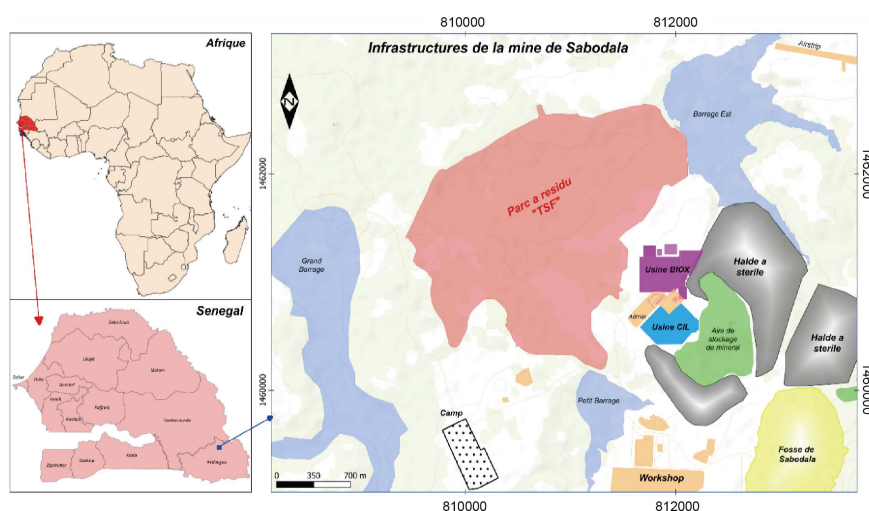 810000
812000
Afrique
Infrastructures de la mine de Sabodala
Airstrip
N
Barrage Est
1462000
1462000
Parc a residu
"TSF"
Grand
Barrage
Usine BIOX
Halde a
sterile
Senegal
Admin
Usine CIL
Aire de
stockage
de minerai
Halde a
sterile
Saint-Louis
Louga
Matam
Dakar
Thiès
Diourbel
Fatick
Kaolack
Kaffrine
Tambacounda
Ziguinchor
Sédhiou
Kolda
Kédougou
1460000
1460000
Petit Barrage
Camp
Fosse de
Sabodala
0 350 700 m
Workshop
810000
812000